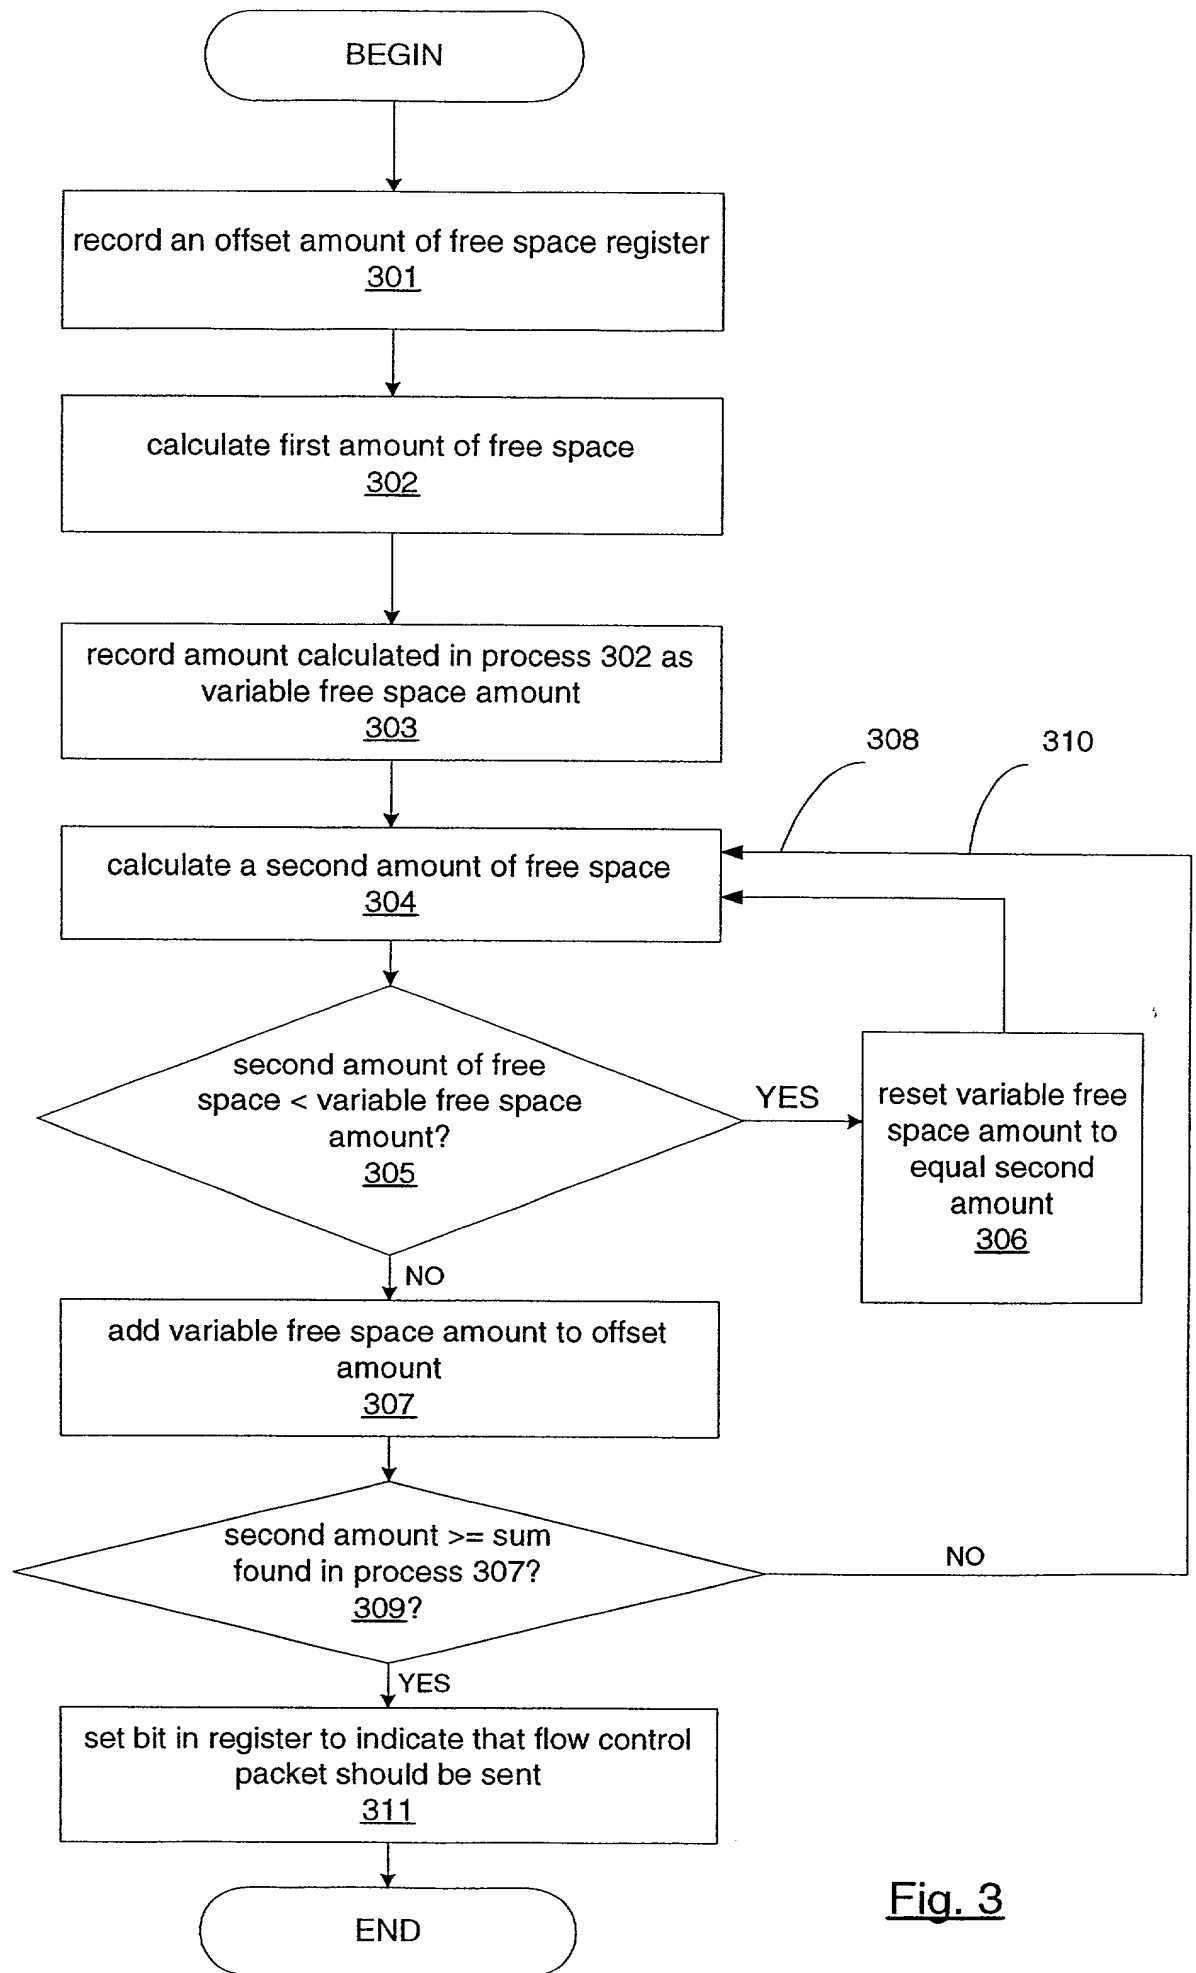 BEGIN
record an offset amount of free space register
301
calculate first amount of free space
302
record amount calculated in process 302 as
variable free space amount
303
308
310
calculate a second amount of free space
304
second amount of free
space < variable free space
amount?
305
YES
reset variable free
space amount to
equal second
amount
306
NO
add variable free space amount to offset
amount
307
second amount >= sum
found in process 307?
309?
NO
YES
set bit in register to indicate that flow control
packet should be sent
311
END
Fig. 3